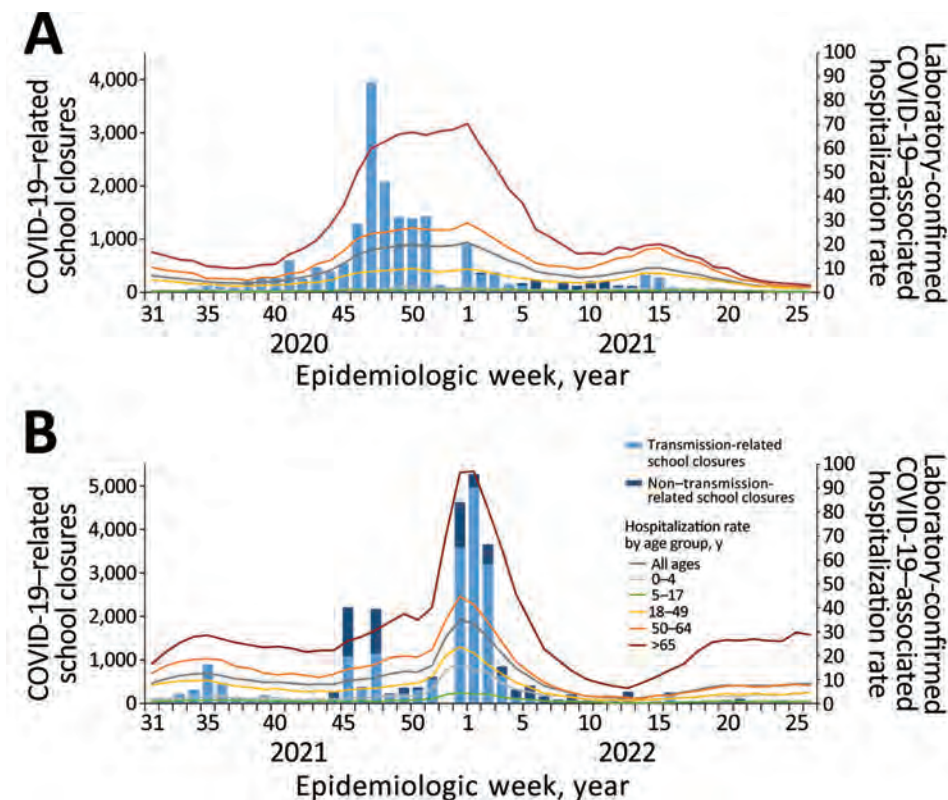 A
COVID-19–related
school closures
4,000
3,000
2,000
1,000
0
100
90
80
70
60
50
40
30
20
10
0
Laboratory-confirmed
COVID-19–associated
hospitalization rate
31 35 40 45 50 1 5 10 15 20 25
2020 2021
Epidemiologic week, year
B
COVID-19–related
school closures
5,000
4,000
3,000
2,000
1,000
0
Transmission-related
school closures
Non–transmission-
related school closures
Hospitalization rate
by age group, y
All ages
0–4
5–17
18–49
50–64
>65
100
90
80
70
60
50
40
30
20
10
0
Laboratory-confirmed
COVID-19–associated
hospitalization rate
31 35 40 45 50 1 5 10 15 20 25
2021 2022
Epidemiologic week, year